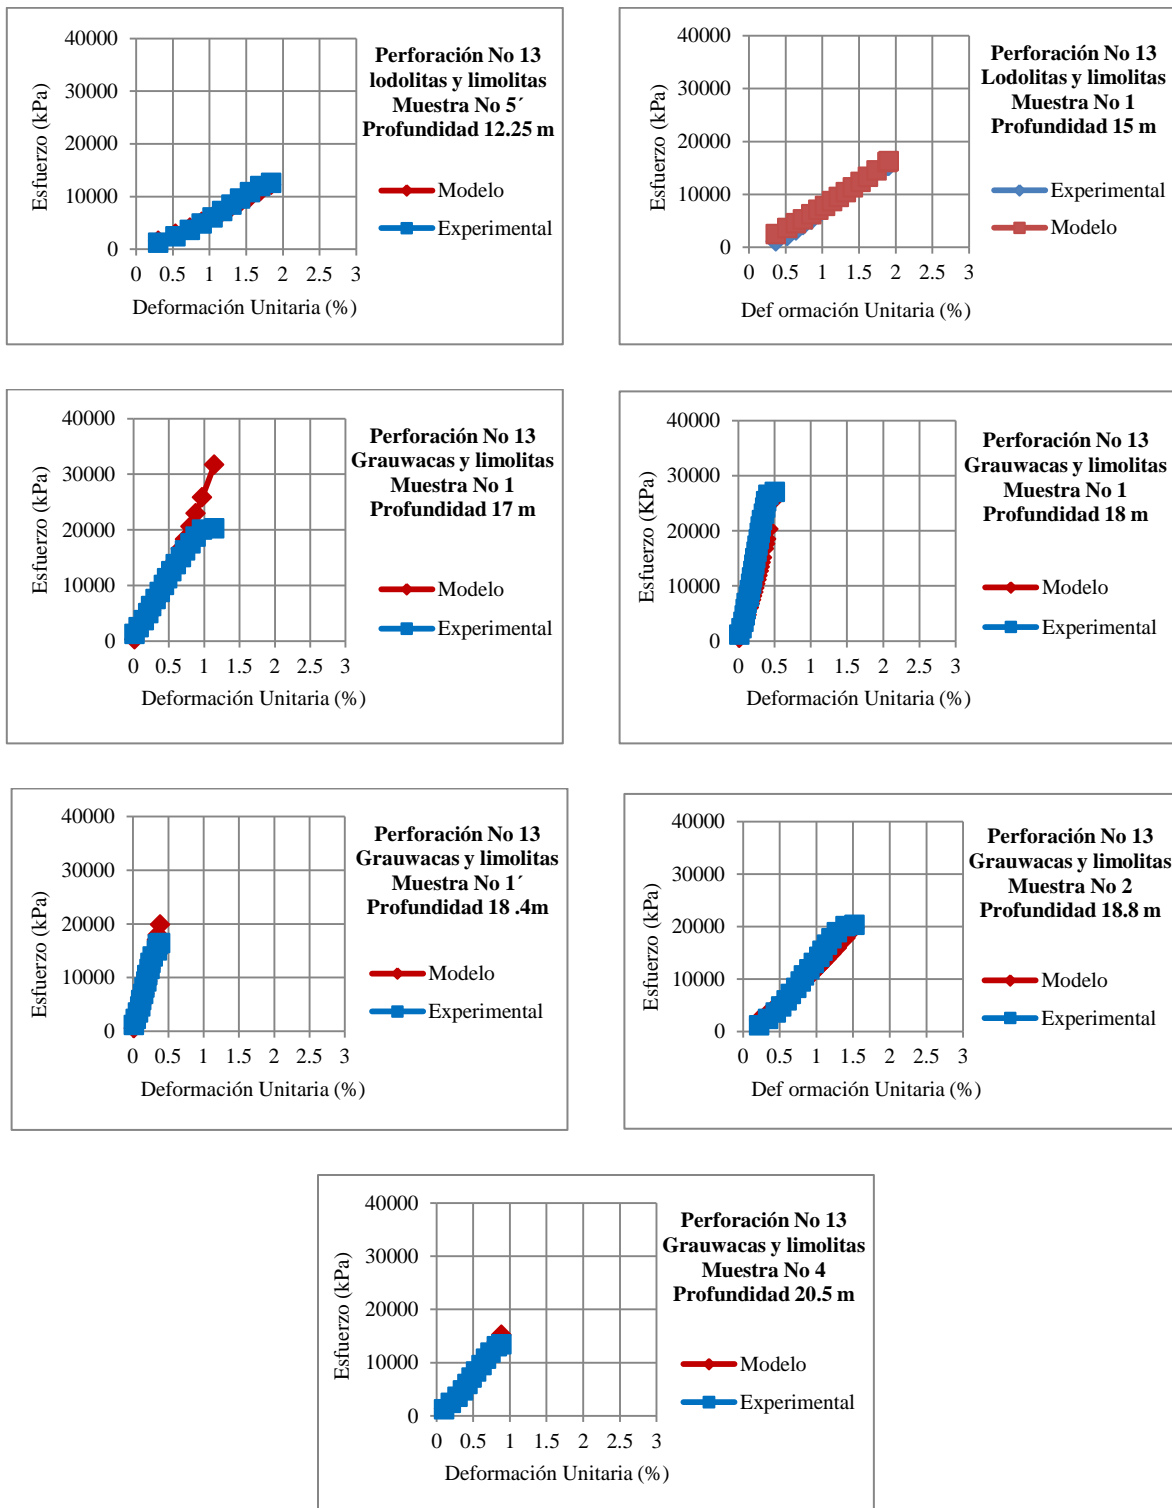 40000
30000
20000
10000
0
0 0.5 1 1.5 2 2.5 3
Esfuerzo (kPa)
Deformación Unitaria (%)
Perforación No 13
lodolitas y limolitas
Muestra No 5´
Profundidad 12.25 m
Modelo
Experimental
40000
30000
20000
10000
0
0 0.5 1 1.5 2 2.5 3
Esfuerzo (kPa)
Def ormación Unitaria (%)
Perforación No 13
Lodolitas y limolitas
Muestra No 1
Profundidad 15 m
Experimental
Modelo
40000
30000
20000
10000
0
0 0.5 1 1.5 2 2.5 3
Esfuerzo (kPa)
Deformación Unitaria (%)
Perforación No 13
Grauwacas y limolitas
Muestra No 1
Profundidad 17 m
Modelo
Experimental
40000
30000
20000
10000
0
0 0.5 1 1.5 2 2.5 3
Esfuerzo (KPa)
Deformación Unitaria (%)
Perforación No 13
Grauwacas y limolitas
Muestra No 1
Profundidad 18 m
Modelo
Experimental
40000
30000
20000
10000
0
0 0.5 1 1.5 2 2.5 3
Esfuerzo (kPa)
Deformación Unitaria (%)
Perforación No 13
Grauwacas y limolitas
Muestra No 1´
Profundidad 18 .4m
Modelo
Experimental
40000
30000
20000
10000
0
0 0.5 1 1.5 2 2.5 3
Esfuerzo (kPa)
Def ormación Unitaria (%)
Perforación No 13
Grauwacas y limolitas
Muestra No 2
Profundidad 18.8 m
Modelo
Experimental
40000
30000
20000
10000
0
0 0.5 1 1.5 2 2.5 3
Esfuerzo (kPa)
Deformación Unitaria (%)
Perforación No 13
Grauwacas y limolitas
Muestra No 4
Profundidad 20.5 m
Modelo
Experimental